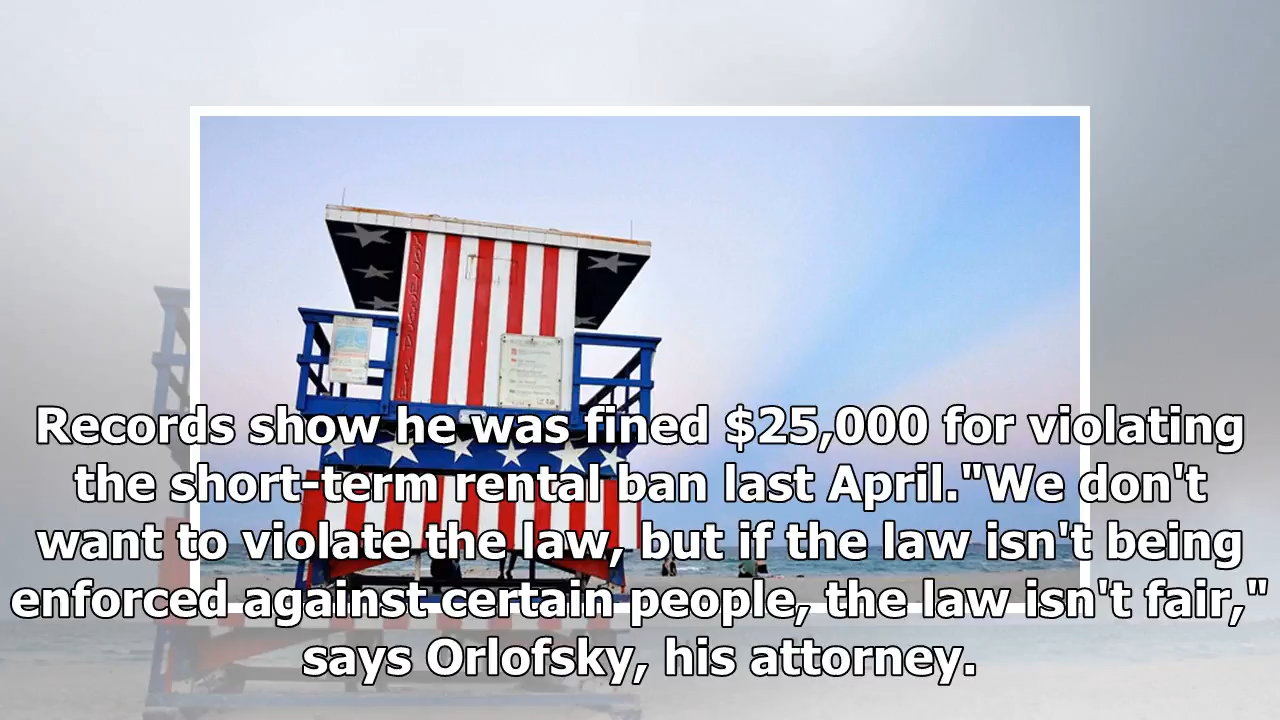 Records show he was fined $25,000 for violating
the short-term rental ban last April."We don't
want to violate the law, but if the law isn't being
enforced against certain people, the law isn't fair,"
says Orlofsky, his attorney.